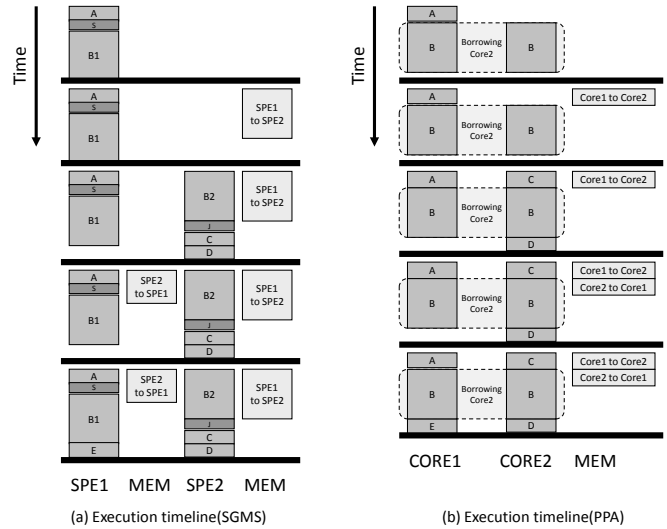 Time
A
S
B1
A
S
B1
SPE1
to SPE2
A
S
B1
B2
J
C
D
SPE1
to SPE2
A
S
B1
SPE2
to SPE1
B2
J
C
D
SPE1
to SPE2
A
S
B1
E
SPE2
to SPE1
B2
J
C
D
SPE1
to SPE2
SPE1 MEM SPE2 MEM
(a) Execution timeline(SGMS)
Time
A
B
Borrowing
Core2
B
A
B
Borrowing
Core2
B
Core1 to Core2
A
B
Borrowing
Core2
C
B
D
Core1 to Core2
A
B
Borrowing
Core2
C
B
D
Core1 to Core2
Core2 to Core1
A
B
E
Borrowing
Core2
C
B
D
Core1 to Core2
Core2 to Core1
CORE1 CORE2 MEM
(b) Execution timeline(PPA)